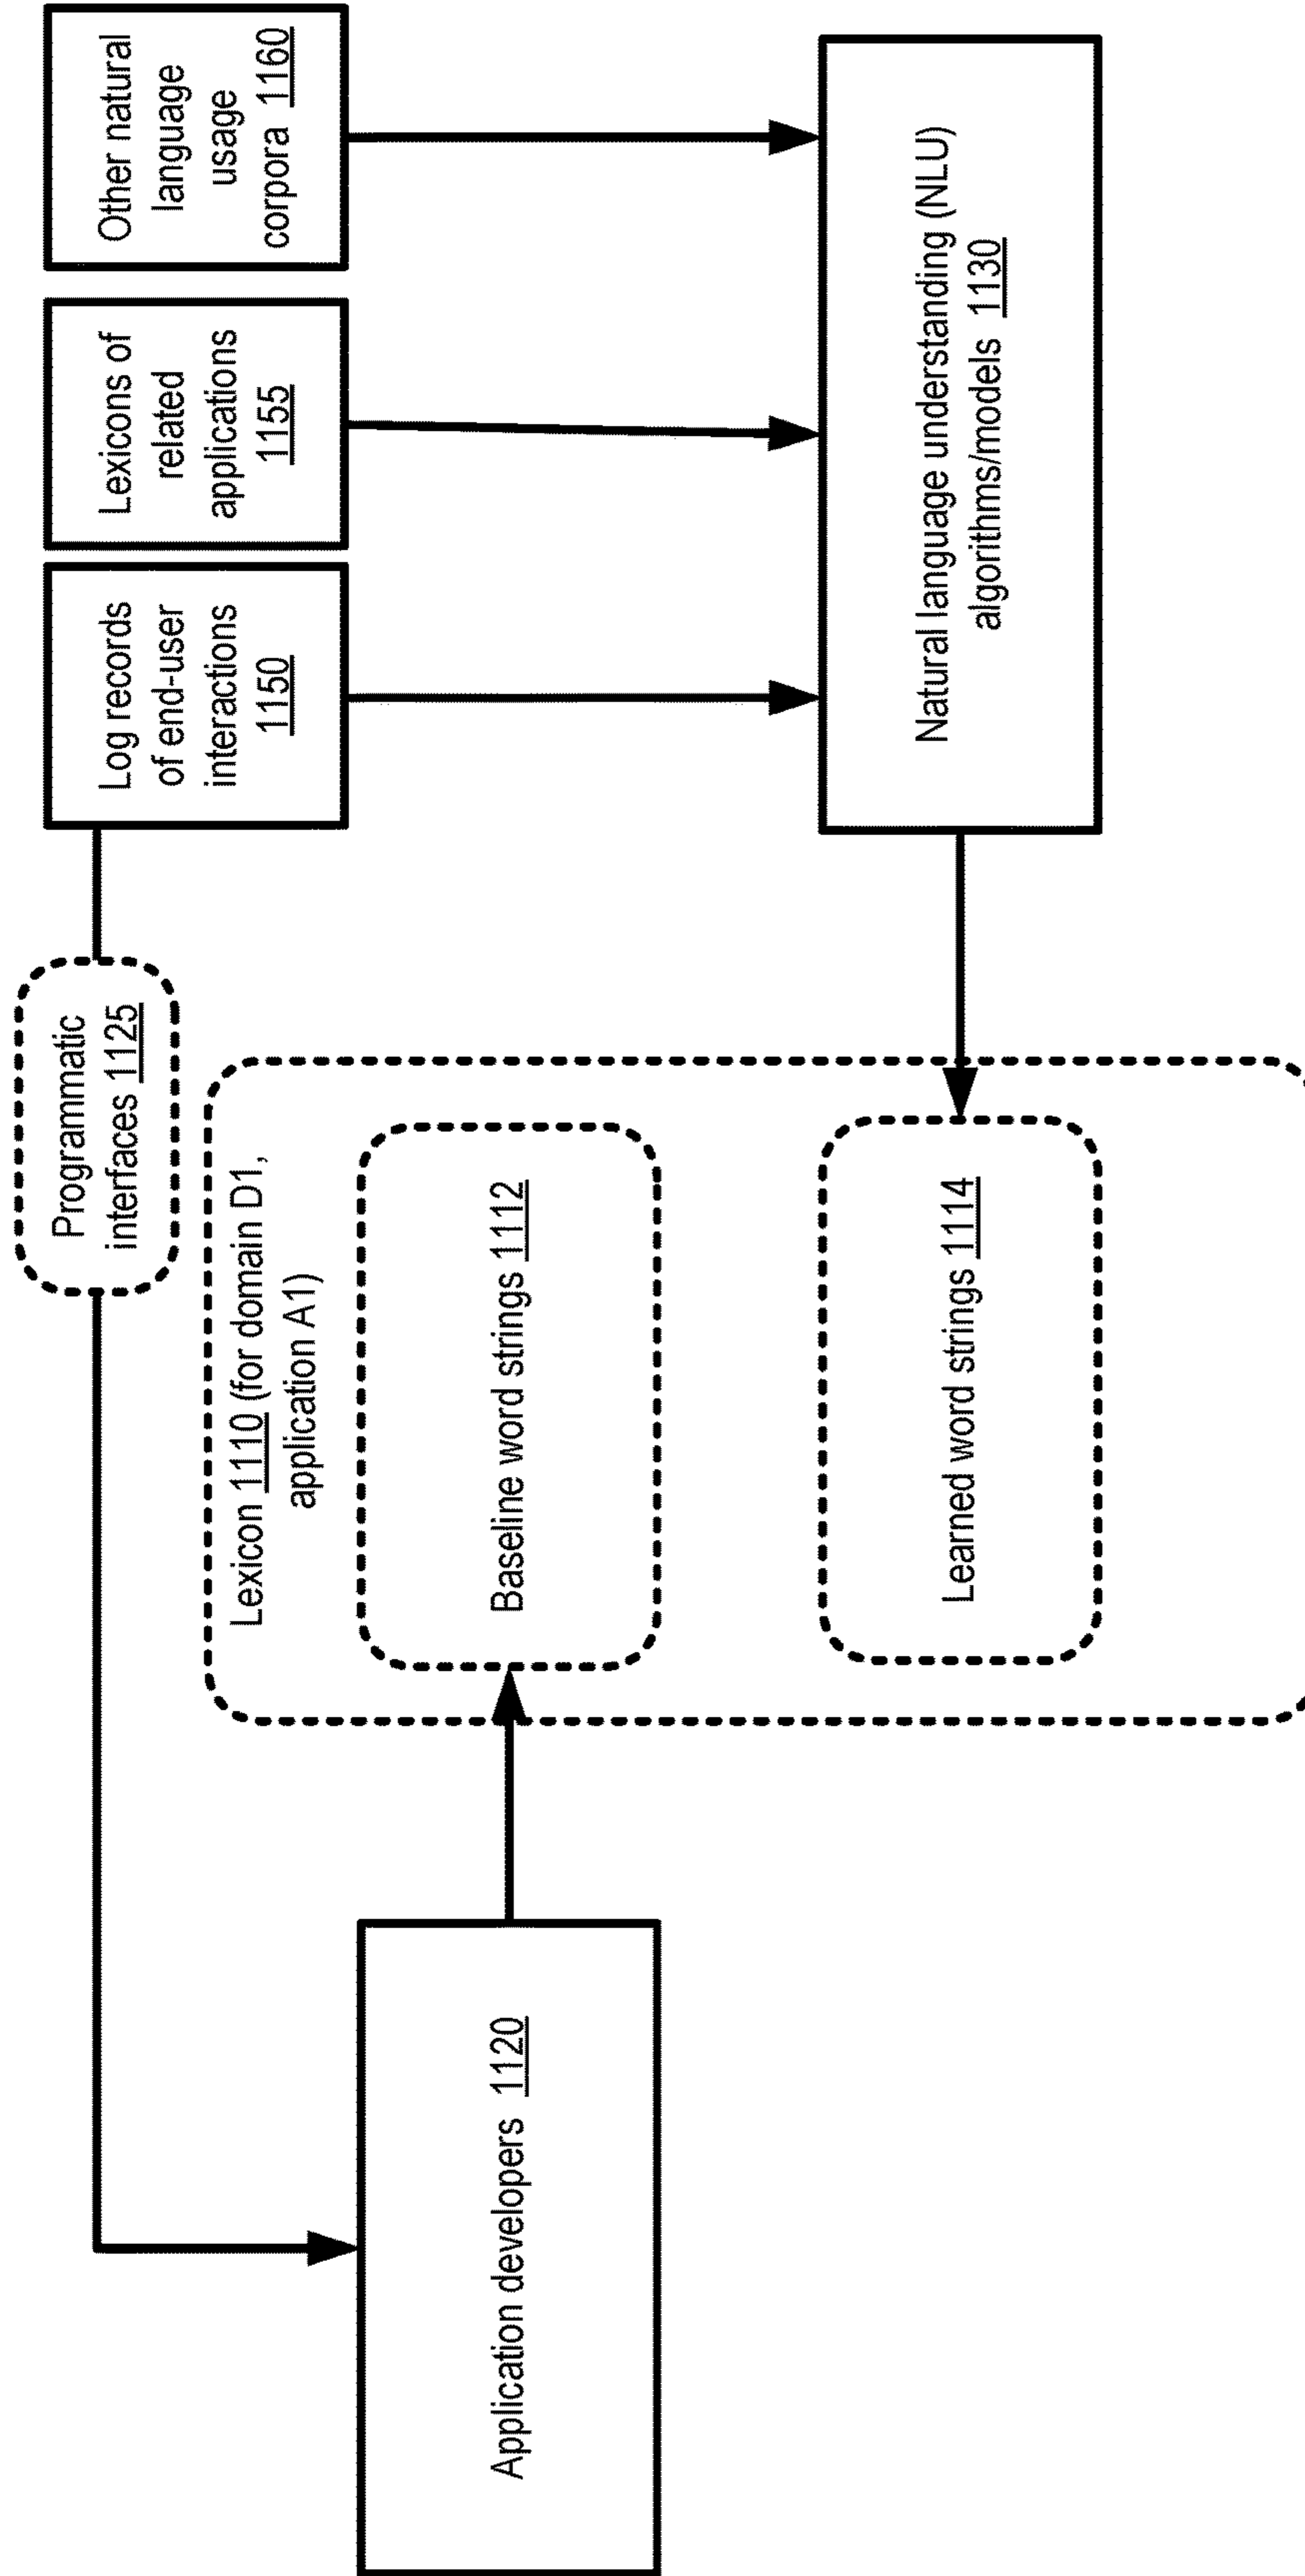 Programmatic
interfaces 1125
Log records
of end-user
interactions
1150
Lexicons of
related
applications
1155
Other natural
language
usage
corpora 1160
Lexicon 1110 (for domain D1,
application A1)
Application developers 1120
Baseline word strings 1112
Learned word strings 1114
Natural language understanding (NLU)
algorithms/models 1130